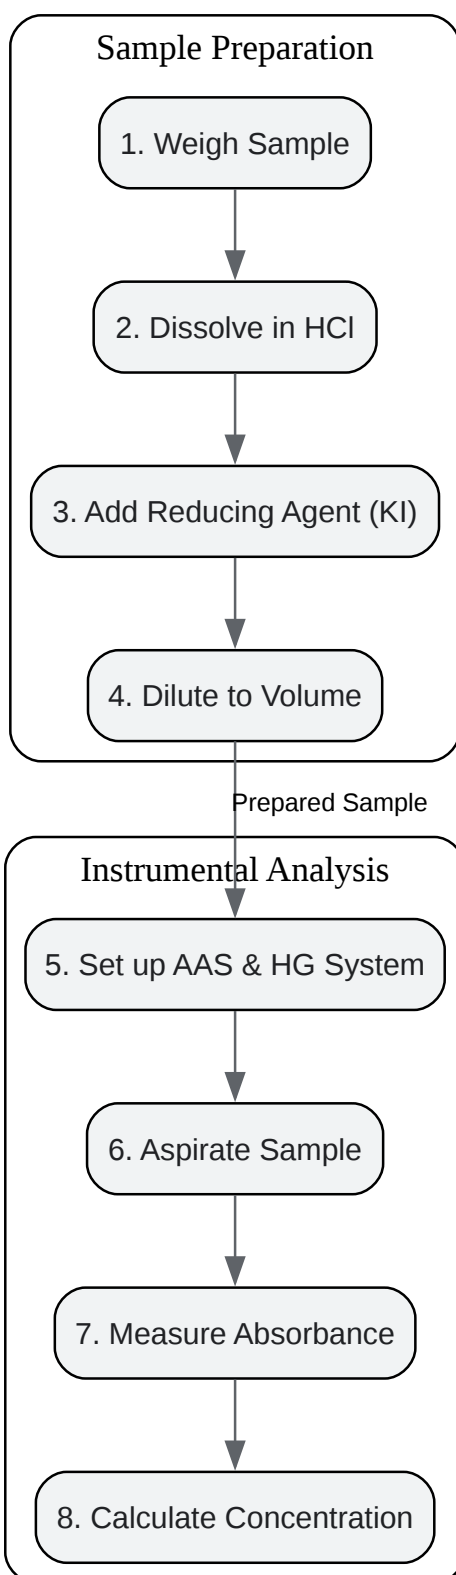 Sample Preparation
1. Weigh Sample
2. Dissolve in HCl
3. Add Reducing Agent (KI)
4. Dilute to Volume
Prepared Sample
Instrumental Analysis
5. Set up AAS & HG System
6. Aspirate Sample
7. Measure Absorbance
8. Calculate Concentration